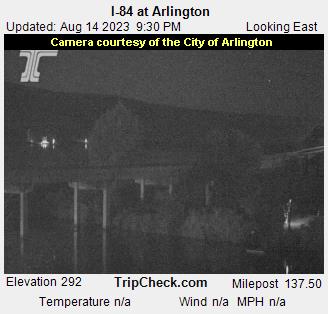 I-84 at Arlington
Updated: Aug 14 2023 9:30 PM Looking East
Camera courtesy of the City of Arlington
Elevation 292 TripCheck.com Milepost 137.50
Temperature n/a Wind n/a MPH n/a